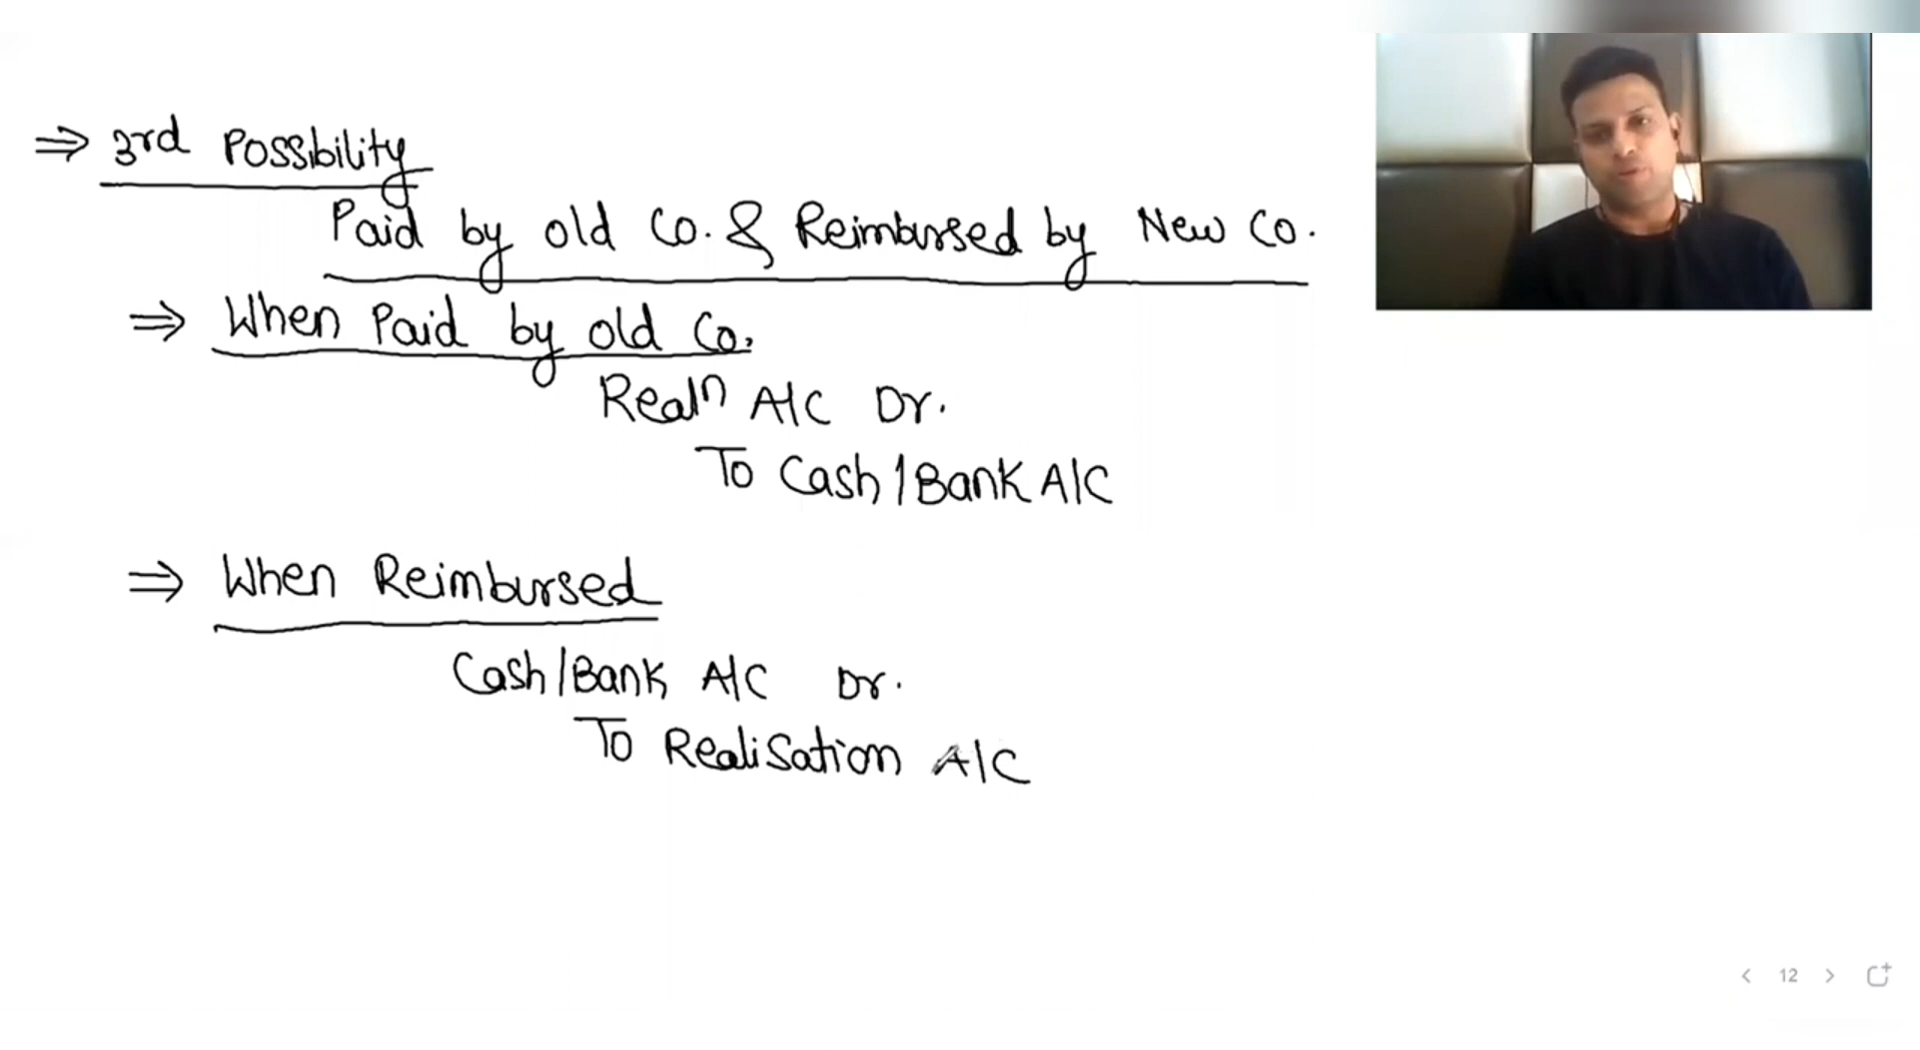 ⇒ 3rd Possibility
Paid by old Co. & Reimbursed by New Co.
⇒ When Paid by old Co.
Realn A/C Dr.
To Cash/Bank A/C
⇒ When Reimbursed
Cash/Bank A/C Dr.
To Realisation A/C
< 12 >